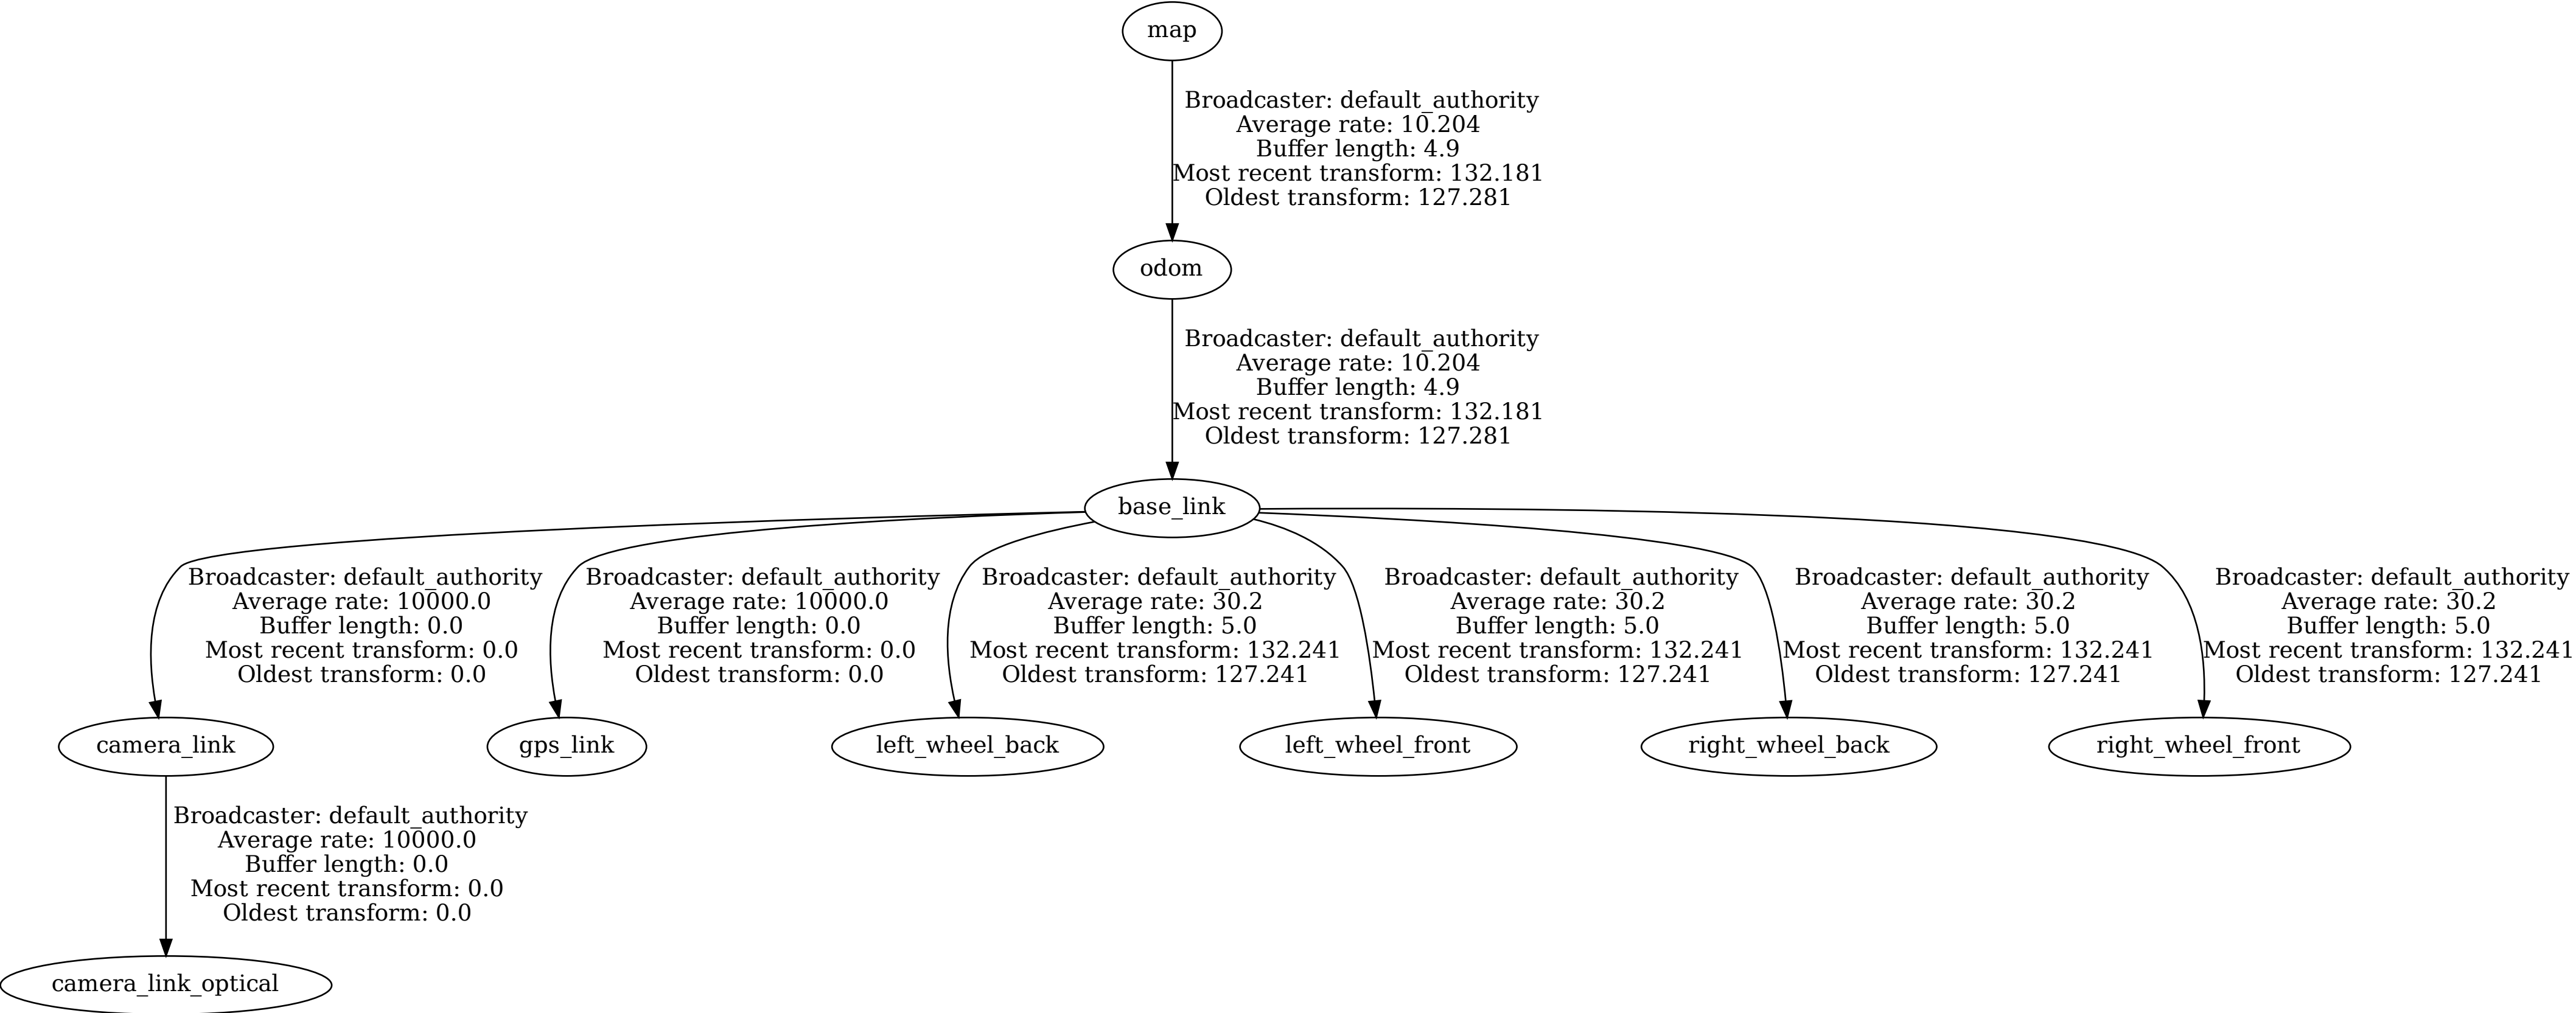 map
Broadcaster: default_authority
Average rate: 10.204
Buffer length: 4.9
Most recent transform: 132.181
Oldest transform: 127.281
odom
Broadcaster: default_authority
Average rate: 10.204
Buffer length: 4.9
Most recent transform: 132.181
Oldest transform: 127.281
base_link
Broadcaster: default_authority
Average rate: 10000.0
Buffer length: 0.0
Most recent transform: 0.0
Oldest transform: 0.0
Broadcaster: default_authority
Average rate: 10000.0
Buffer length: 0.0
Most recent transform: 0.0
Oldest transform: 0.0
Broadcaster: default_authority
Average rate: 30.2
Buffer length: 5.0
Most recent transform: 132.241
Oldest transform: 127.241
Broadcaster: default_authority
Average rate: 30.2
Buffer length: 5.0
Most recent transform: 132.241
Oldest transform: 127.241
Broadcaster: default_authority
Average rate: 30.2
Buffer length: 5.0
Most recent transform: 132.241
Oldest transform: 127.241
Broadcaster: default_authority
Average rate: 30.2
Buffer length: 5.0
Most recent transform: 132.241
Oldest transform: 127.241
camera_link
gps_link
left_wheel_back
left_wheel_front
right_wheel_back
right_wheel_front
Broadcaster: default_authority
Average rate: 10000.0
Buffer length: 0.0
Most recent transform: 0.0
Oldest transform: 0.0
camera_link_optical